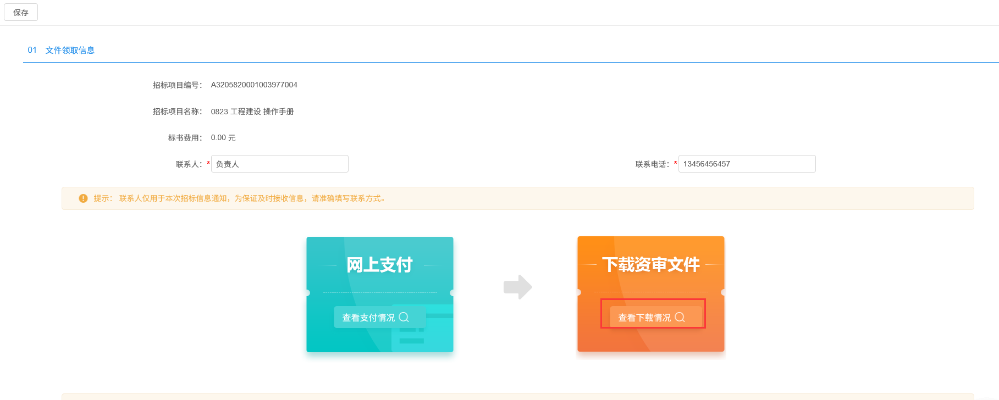 保存
01 文件领取信息
招标项目编号： A3205820001003977004
招标项目名称： 0823 工程建设 操作手册
标书费用： 0.00 元
联系人：* 负责人 联系电话：* 13456456457
提示： 联系人仅用于本次招标信息通知，为保证及时接收信息，请准确填写联系方式。
网上支付
下载资审文件
查看支付情况
查看下载情况